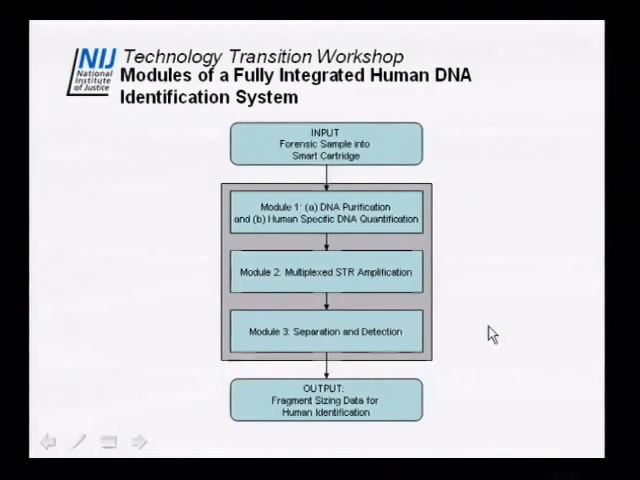 NIJ
National
Institute
of Justice
Technology Transition Workshop
Modules of a Fully Integrated Human DNA
Identification System
INPUT
Forensic Sample into
Smart Cartridge
Module 1: (a) DNA Purification
and (b) Human Specific DNA Quantification
Module 2: Multiplexed STR Amplification
Module 3: Separation and Detection
OUTPUT:
Fragment Sizing Data for
Human Identification